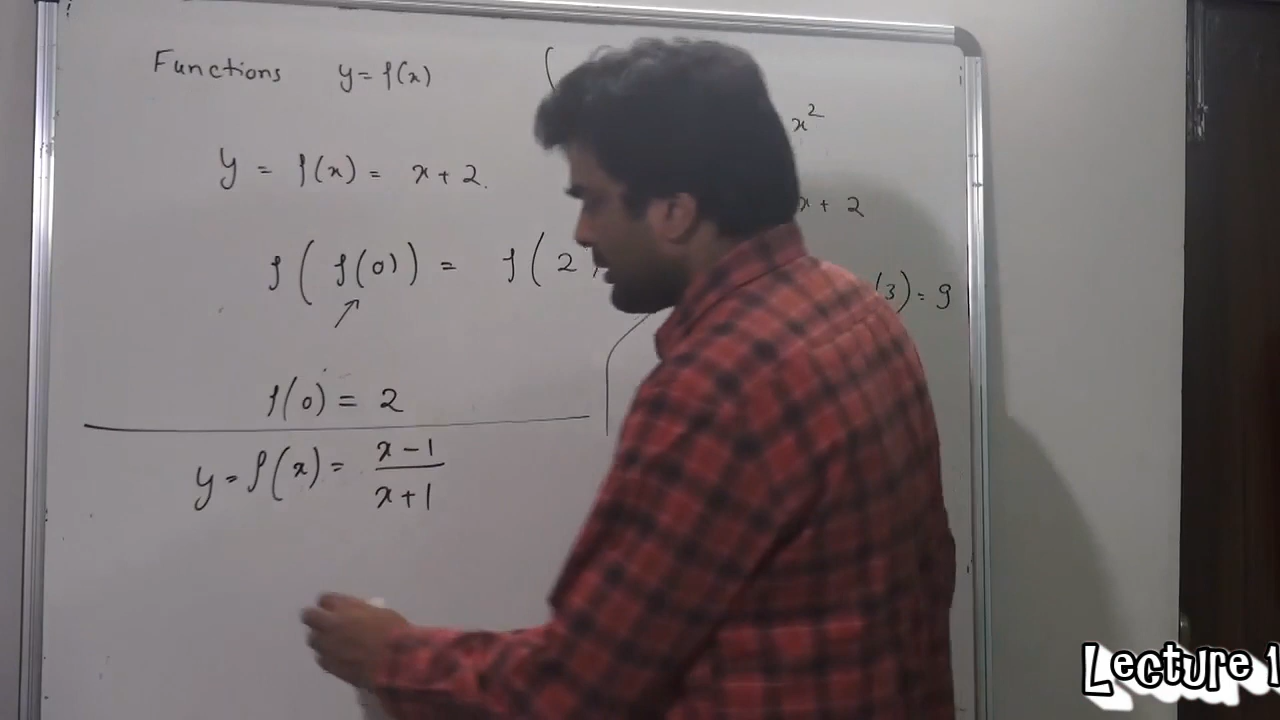 Functions y = f(x)
y = f(x) = x + 2.
f( f(0) ) = f( 2
f(0) = 2
y = f(x) = x - 1 / x + 1
x²
x + 2
(3) = 9
Lecture 1